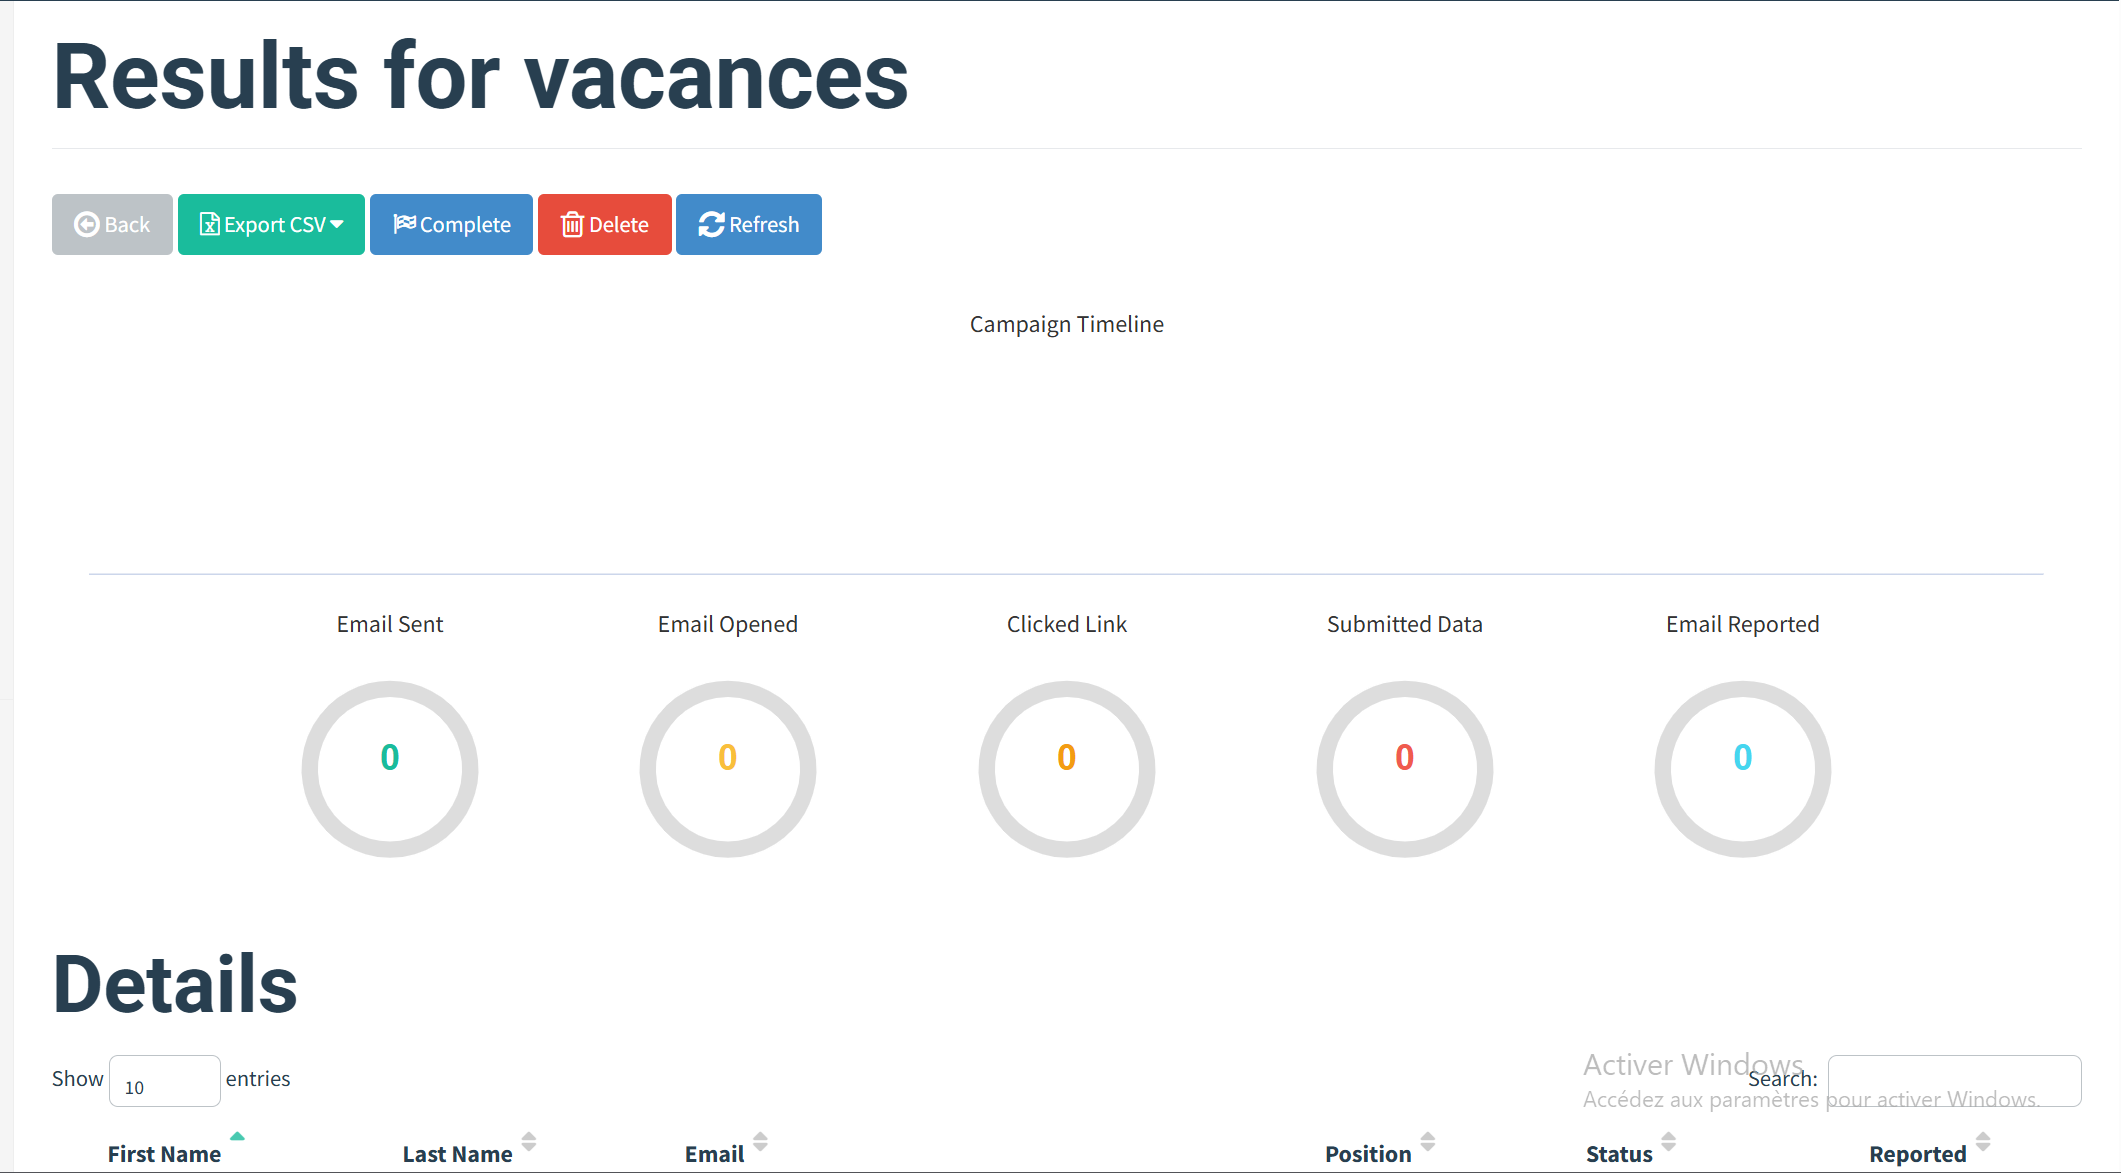 Results for vacances
Back Export CSV Complete Delete Refresh
Campaign Timeline
Email Sent Email Opened Clicked Link Submitted Data Email Reported
0 0 0 0 0
Details
Show 10 entries Search:
Activer Windows
Accédez aux paramètres pour activer Windows.
First Name Last Name Email Position Status Reported